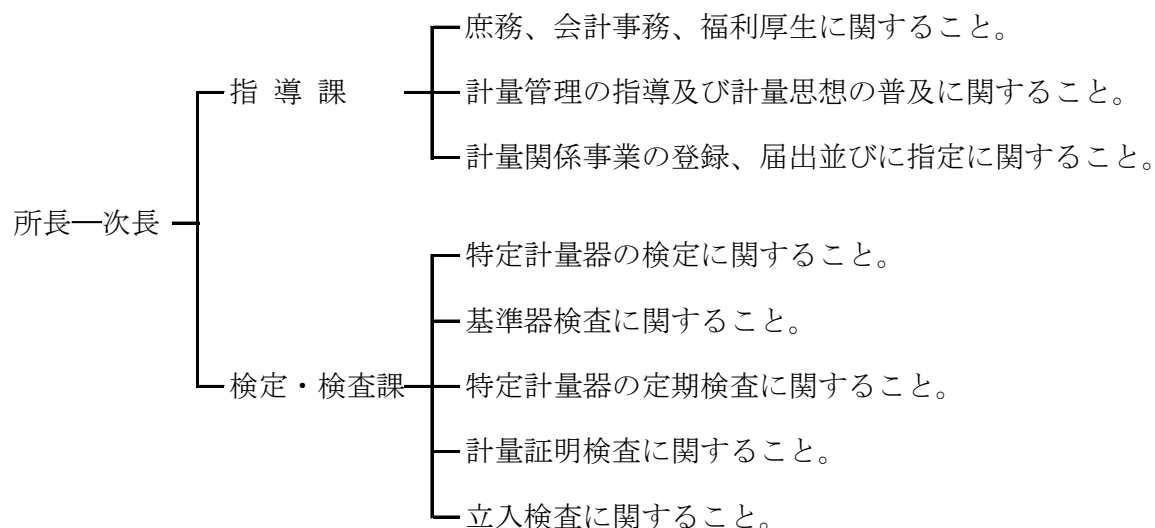 庶務、会計事務、福利厚生に関すること。
指 導 課
計量管理の指導及び計量思想の普及に関すること。
計量関係事業の登録、届出並びに指定に関すること。
所長―次長
特定計量器の検定に関すること。
基準器検査に関すること。
検定・検査課
特定計量器の定期検査に関すること。
計量証明検査に関すること。
立入検査に関すること。